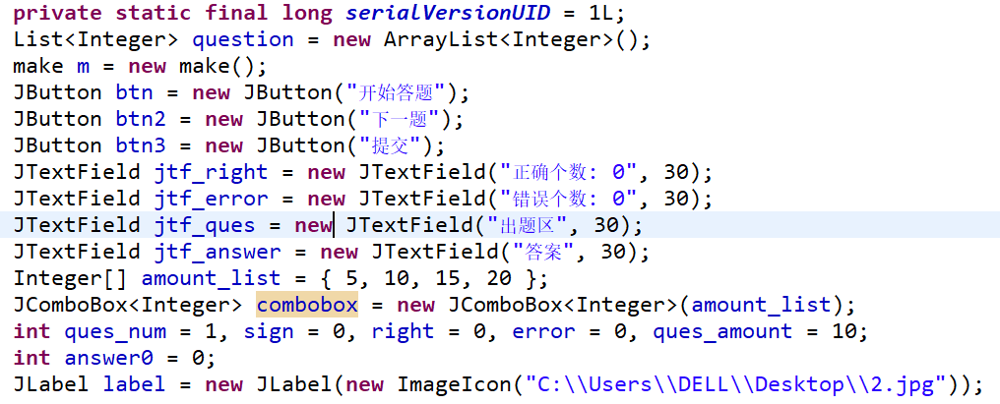 private static final long serialVersionUID = 1L;
List<Integer> question = new ArrayList<Integer>();
make m = new make();
JButton btn = new JButton("开始答题");
JButton btn2 = new JButton("下一题");
JButton btn3 = new JButton("提交");
JTextField jtf_right = new JTextField("正确个数: 0", 30);
JTextField jtf_error = new JTextField("错误个数: 0", 30);
JTextField jtf_ques = new JTextField("出题区", 30);
JTextField jtf_answer = new JTextField("答案", 30);
Integer[] amount_list = { 5, 10, 15, 20 };
JComboBox<Integer> combobox = new JComboBox<Integer>(amount_list);
int ques_num = 1, sign = 0, right = 0, error = 0, ques_amount = 10;
int answer0 = 0;
JLabel label = new JLabel(new ImageIcon("C:\\Users\\DELL\\Desktop\\2.jpg"));